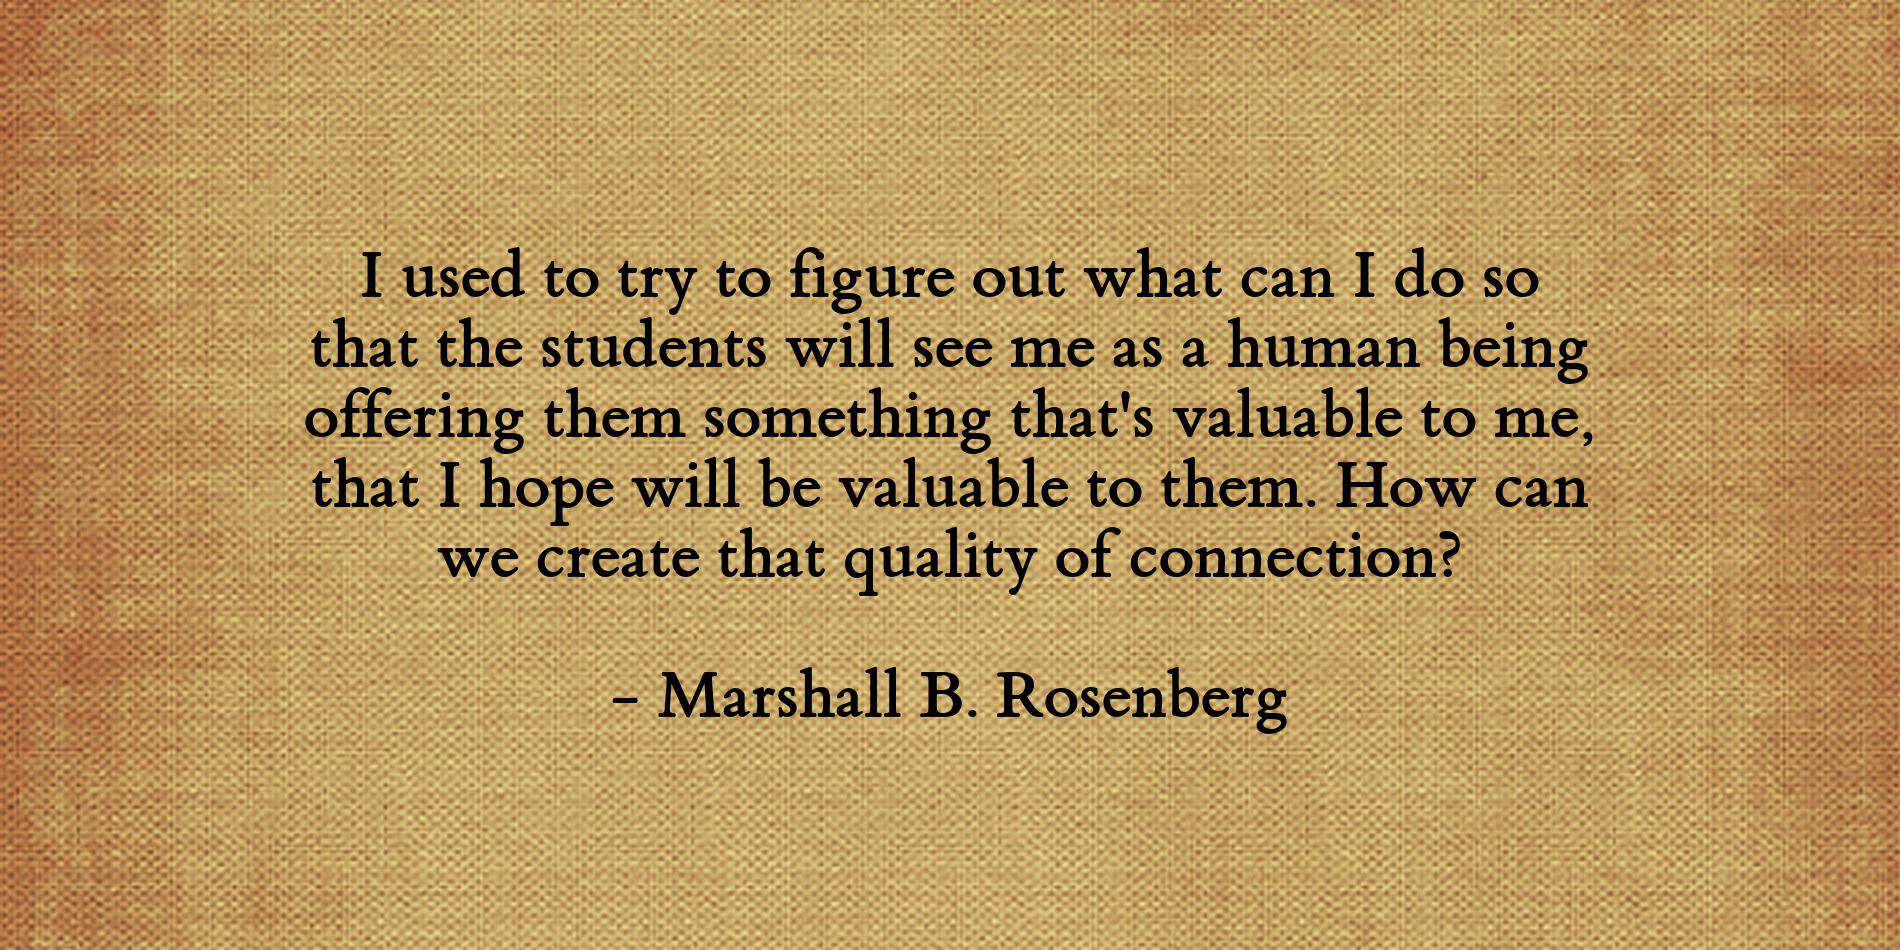 I used to try to figure out what can I do so
that the students will see me as a human being
offering them something that's valuable to me,
that I hope will be valuable to them. How can
we create that quality of connection?
- Marshall B. Rosenberg